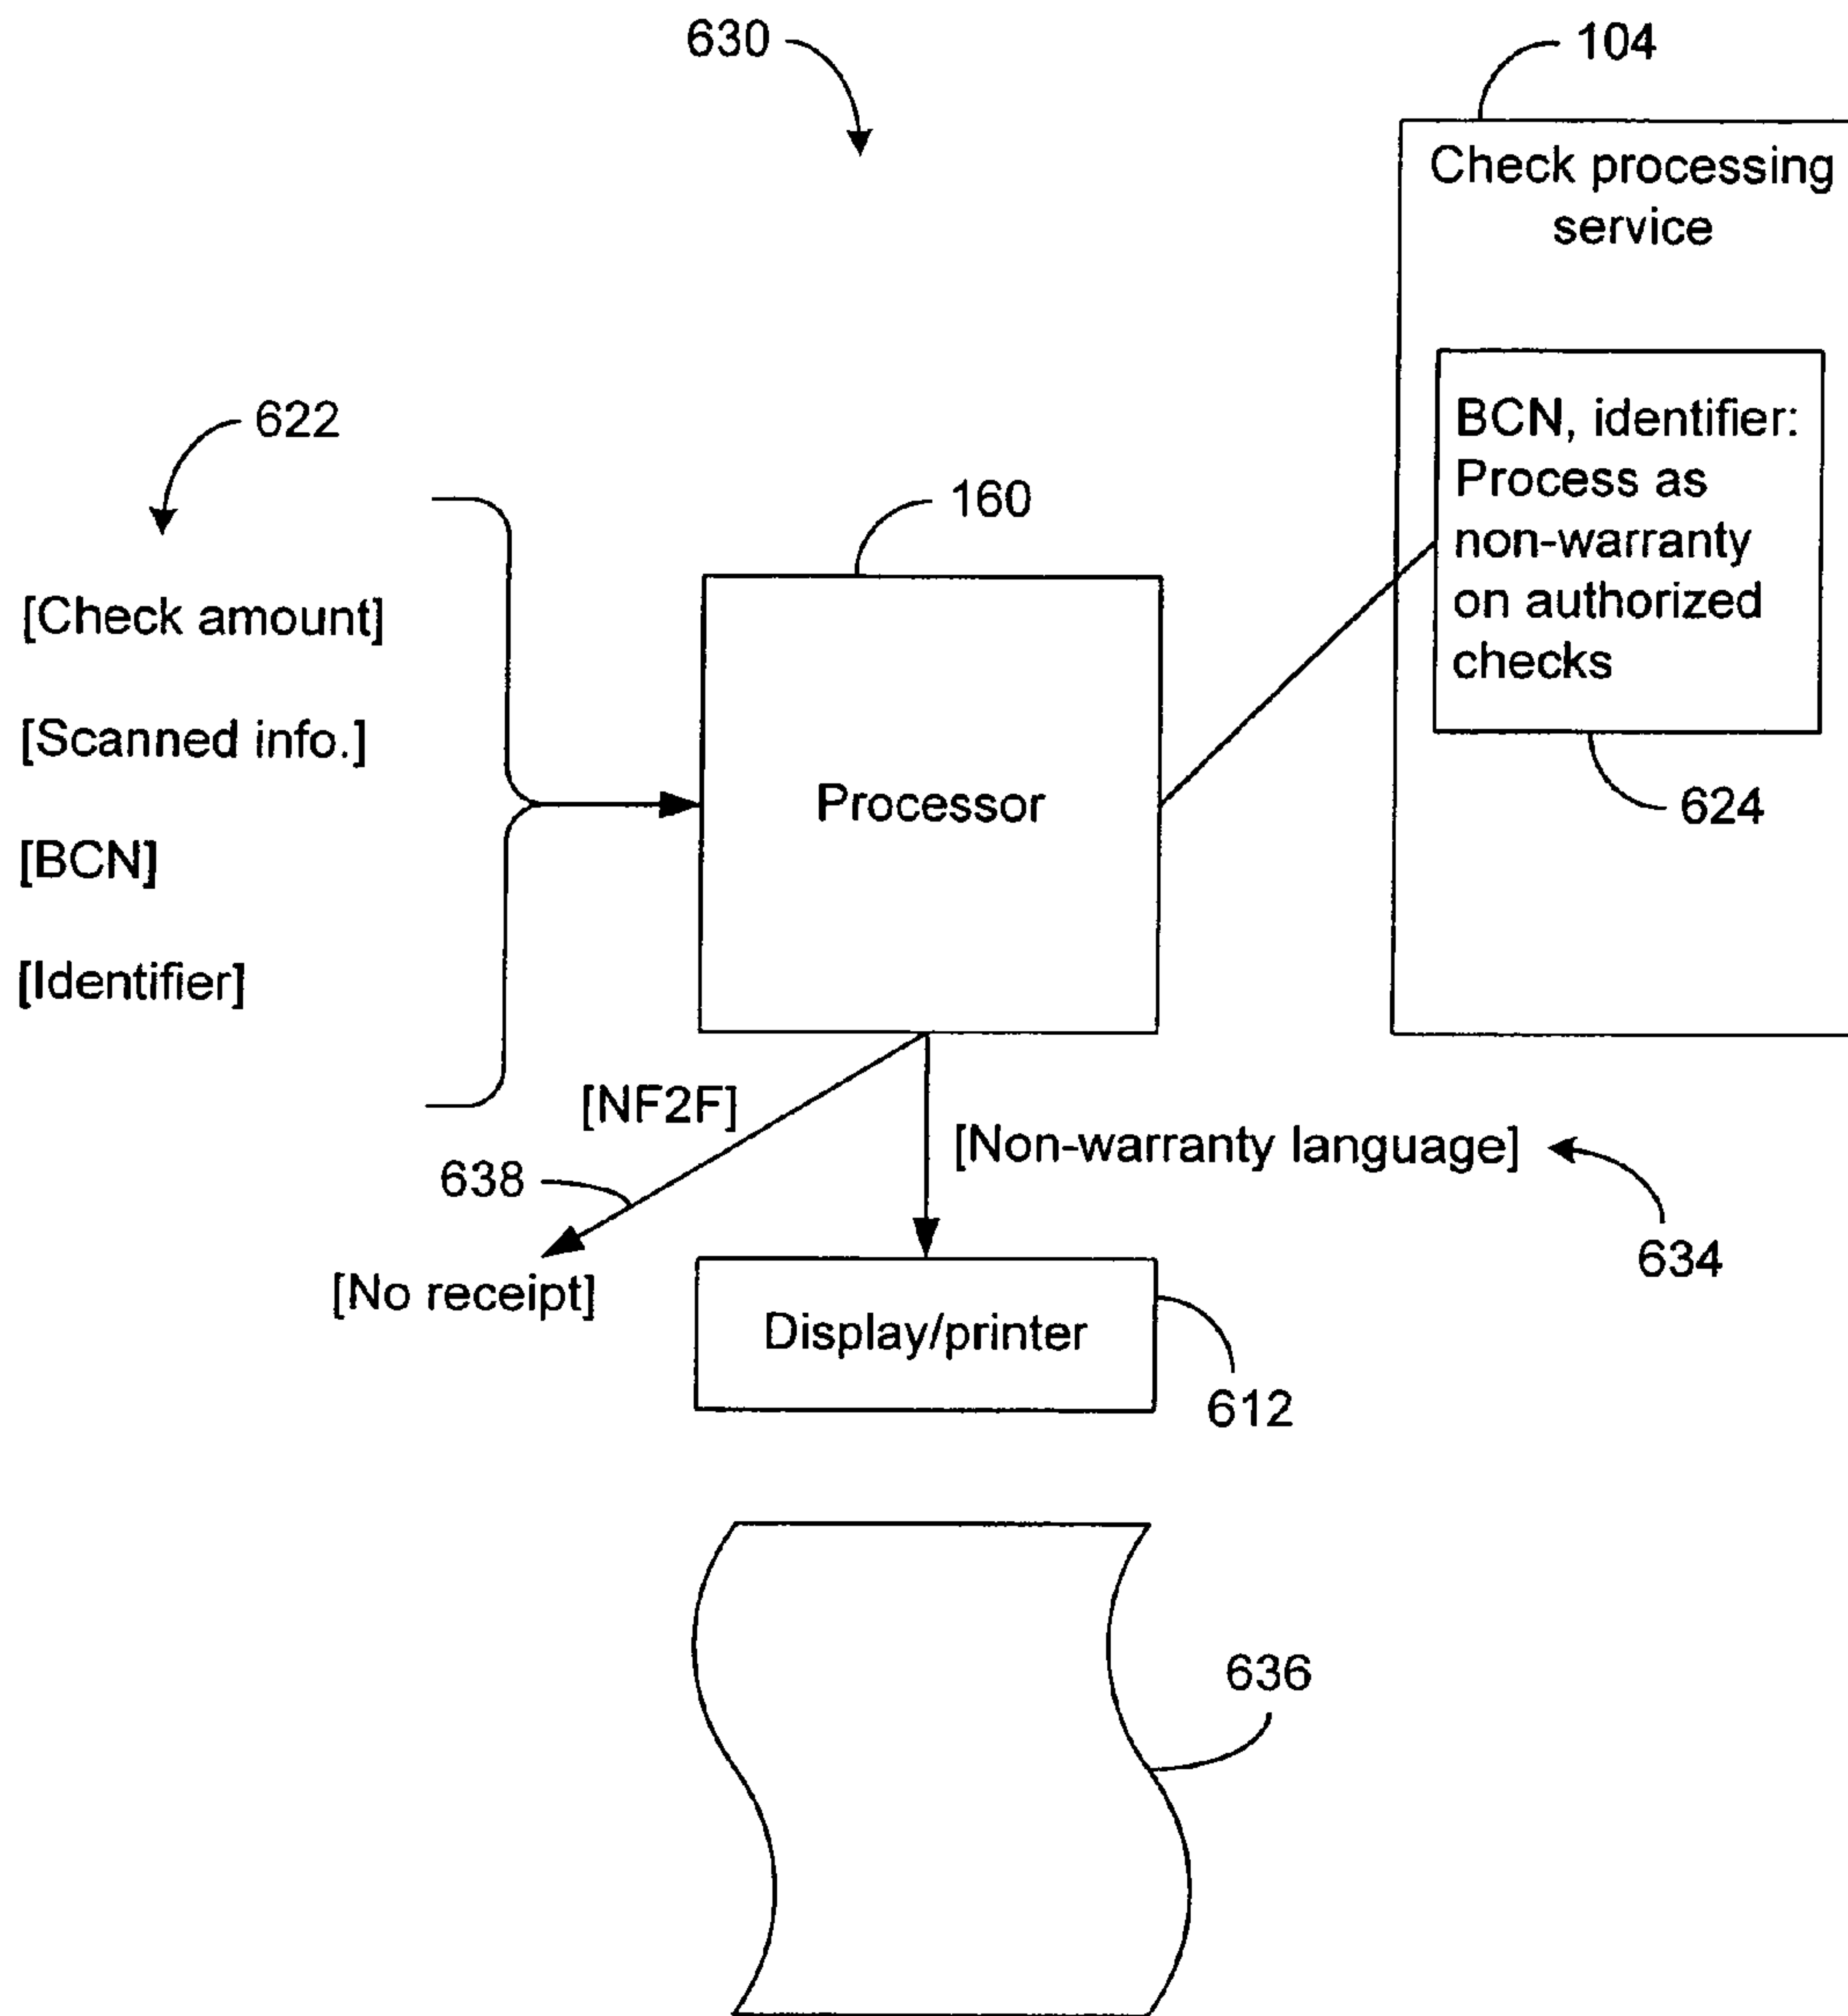 630
104
Check processing
service
622
BCN, identifier:
Process as
non-warranty
on authorized
checks
160
[Check amount]
[Scanned info.]
Processor
624
[BCN]
[Identifier]
[NF2F]
[Non-warranty language]
638
634
[No receipt]
Display/printer
612
636